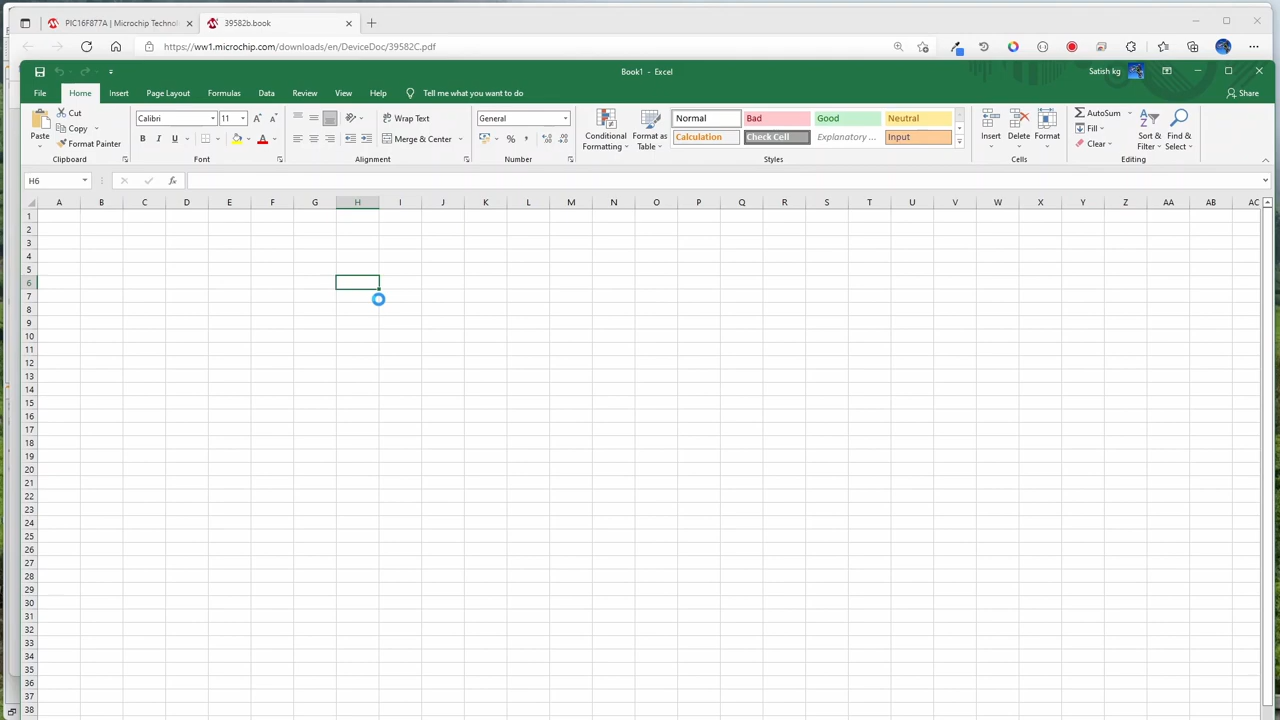 PIC16F877A | Microchip Technol
39582b.book
https://ww1.microchip.com/downloads/en/DeviceDoc/39582C.pdf
Book1 - Excel
Satish kg
File Home Insert Page Layout Formulas Data Review View Help Tell me what you want to do Share
Paste Cut Copy Format Painter Clipboard
Calibri 11 B I U A Font
Wrap Text Merge & Center Alignment
General % Number
Conditional Formatting Format as Table
Normal Bad Good Neutral
Calculation Check Cell Explanatory ... Input
Styles
Insert Delete Format Cells
AutoSum Fill Clear Sort & Filter Find & Select Editing
H6 fx
A B C D E F G H I J K L M N O P Q R S T U V W X Y Z AA AB AC
1
2
3
4
5
6
7
8
9
10
11
12
13
14
15
16
17
18
19
20
21
22
23
24
25
26
27
28
29
30
31
32
33
34
35
36
37
38